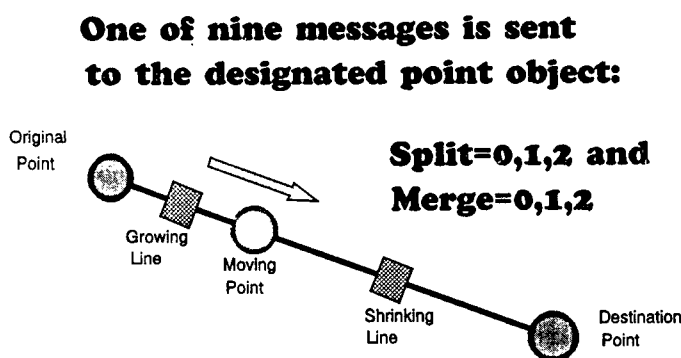 One of nine messages is sent
to the designated point object:
Original
Point
Split=0,1,2 and
Merge=0,1,2
Growing
Line
Moving
Point
Shrinking
Line
Destination
Point